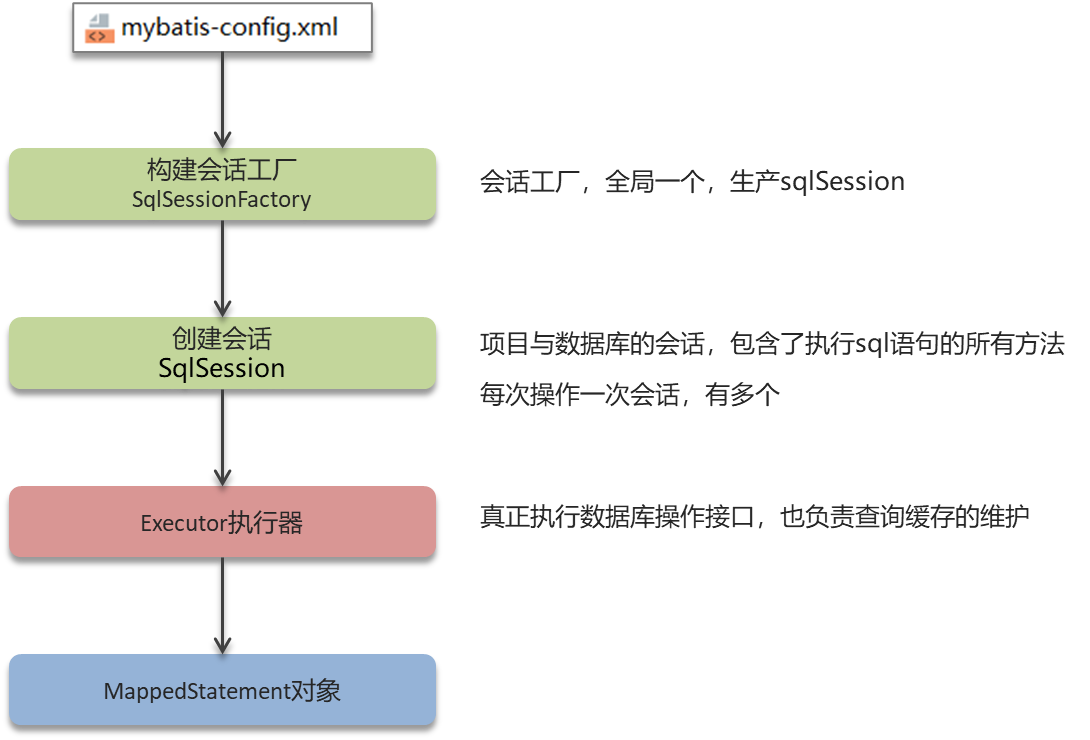 mybatis-config.xml
构建会话工厂
SqlSessionFactory
会话工厂，全局一个，生产sqlSession
创建会话
SqlSession
项目与数据库的会话，包含了执行sql语句的所有方法
每次操作一次会话，有多个
Executor执行器
真正执行数据库操作接口，也负责查询缓存的维护
MappedStatement对象